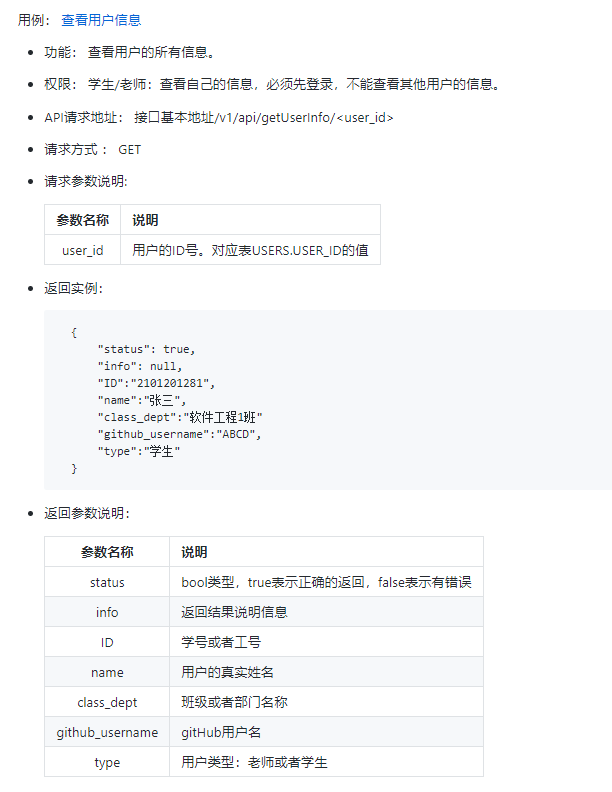 用例： 查看用户信息
功能： 查看用户的所有信息。
权限： 学生/老师：查看自己的信息，必须先登录，不能查看其他用户的信息。
API请求地址： 接口基本地址/v1/api/getUserInfo/<user_id>
请求方式 ： GET
请求参数说明:
参数名称 说明
user_id 用户的ID号。对应表USERS.USER_ID的值
返回实例：
{
"status": true,
"info": null,
"ID":"2101201281",
"name":"张三",
"class_dept":"软件工程1班"
"github_username":"ABCD",
"type":"学生"
}
返回参数说明：
参数名称 说明
status bool类型，true表示正确的返回，false表示有错误
info 返回结果说明信息
ID 学号或者工号
name 用户的真实姓名
class_dept 班级或者部门名称
github_username gitHub用户名
type 用户类型：老师或者学生